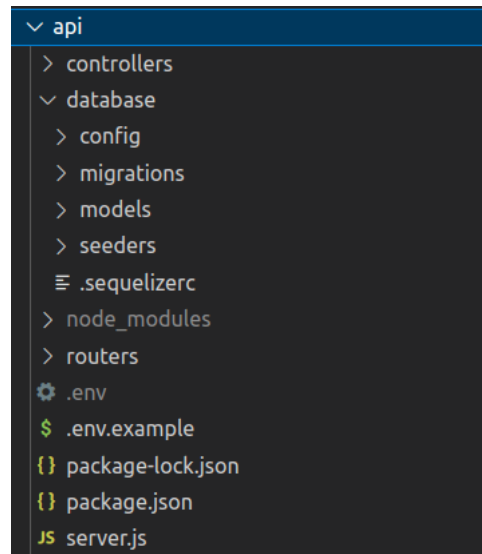 api
controllers
database
config
migrations
models
seeders
.sequelizerc
node_modules
routers
.env
$ .env.example
{} package-lock.json
{} package.json
JS server.js